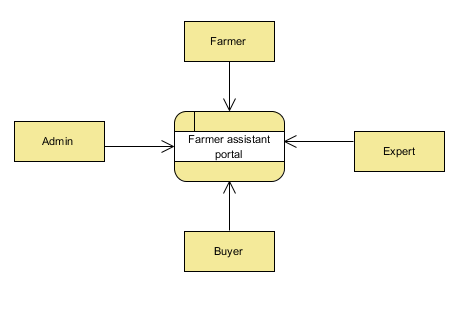 Farmer
Admin
Farmer assistant
portal
Expert
Buyer